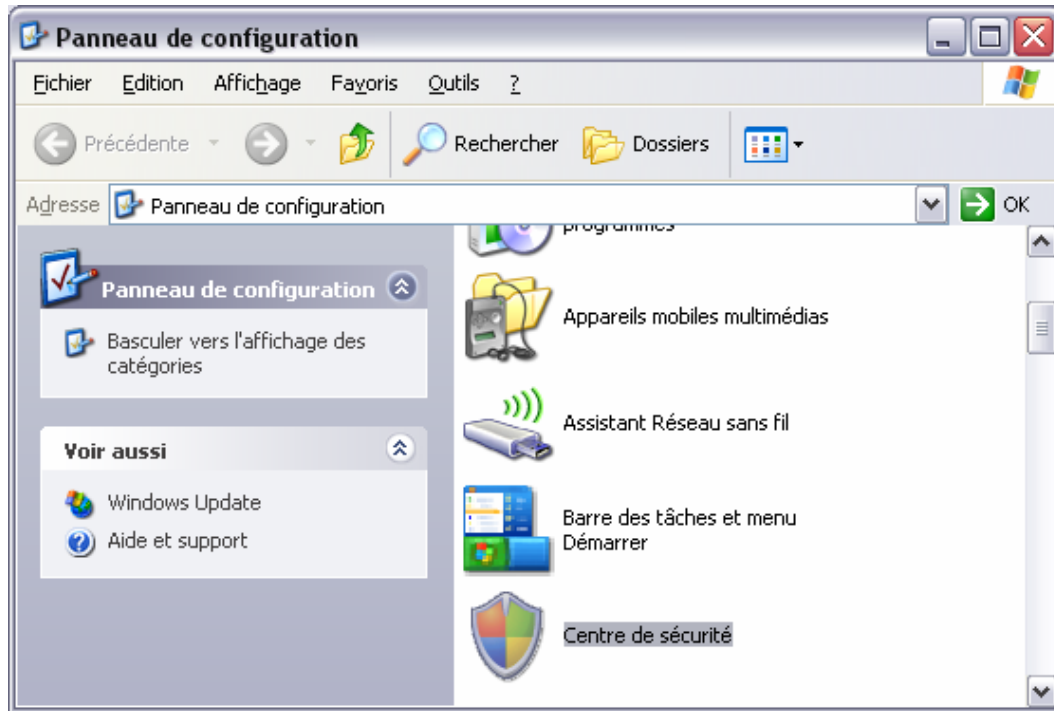 Panneau de configuration
Fichier Edition Affichage Favoris Outils ?
Précédente Rechercher Dossiers
Adresse Panneau de configuration OK
Panneau de configuration
Basculer vers l'affichage des
catégories
Voir aussi
Windows Update
Aide et support
programmes
Appareils mobiles multimédias
Assistant Réseau sans fil
Barre des tâches et menu
Démarrer
Centre de sécurité